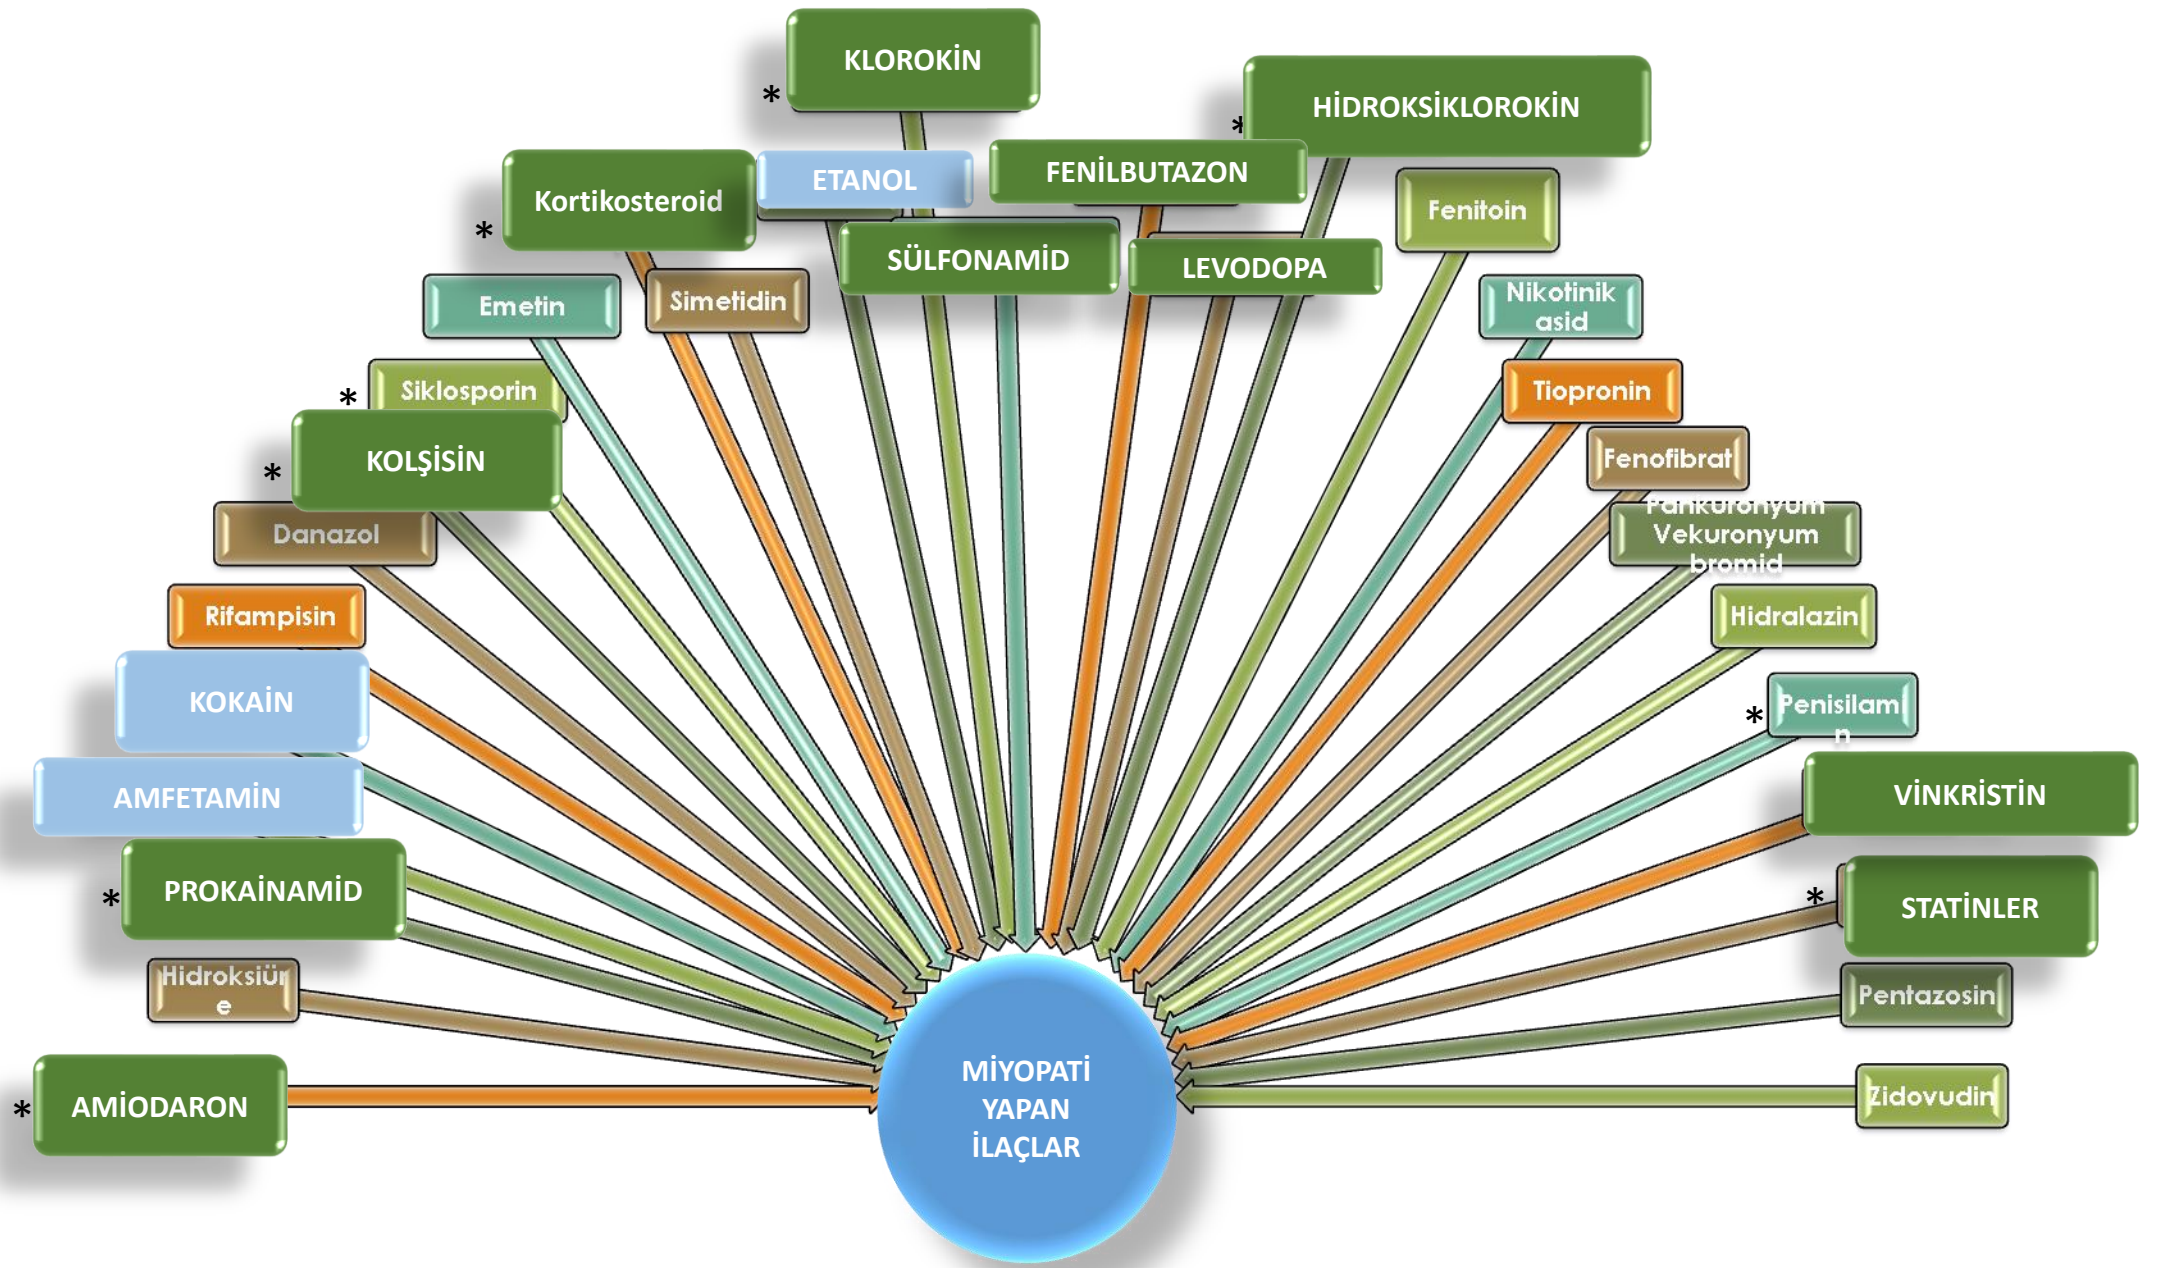 KLOROKİN
*
HİDROKSİKLOROKİN
*
ETANOL
FENİLBUTAZON
Kortikosteroid
*
Fenitoin
SÜLFONAMİD
LEVODOPA
Emetin
Simetidin
Nikotinik
asid
Siklosporin
*
Tiopronin
KOLŞİSİN
*
Fenofibrat
Danazol
Pankuronyum
Vekuronyum
bromid
Rifampisin
Hidralazin
KOKAİN
Penisilami
n
*
AMFETAMİN
VİNKRİSTİN
PROKAİNAMİD
*
STATİNLER
*
Hidroksiür
e
Pentazosin
AMİODARON
*
Zidovudin
MİYOPATİ
YAPAN
İLAÇLAR